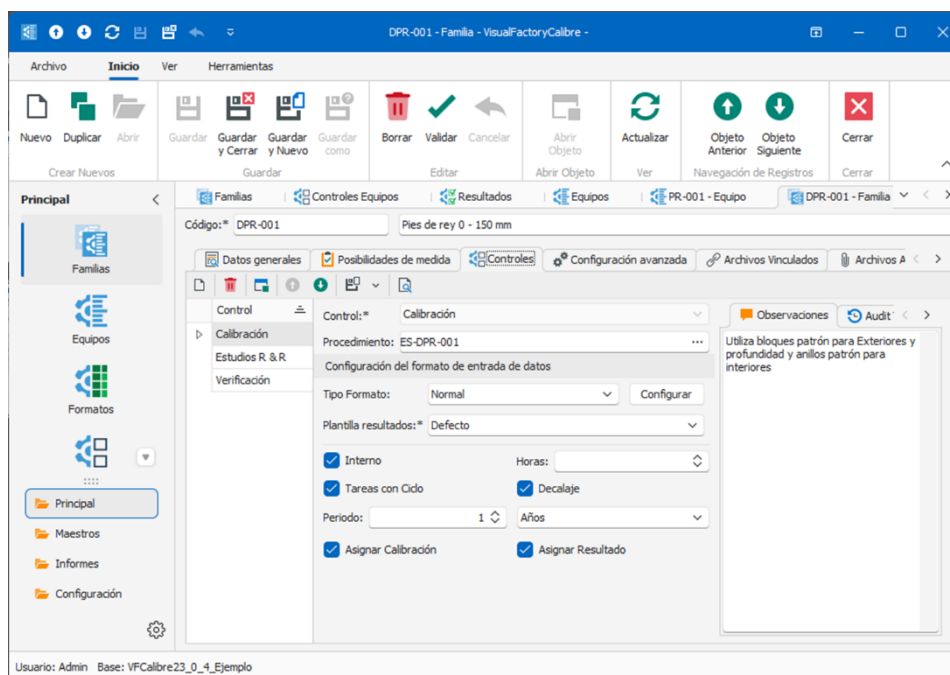 DPR-001 - Familia - VisualFactoryCalibre -
Archivo Inicio Ver Herramientas
Nuevo Duplicar Abrir Guardar Guardar y Cerrar Guardar y Nuevo Guardar como Borrar Validar Cancelar Abrir Objeto Actualizar Objeto Anterior Objeto Siguiente Cerrar
Crear Nuevos Guardar Editar Abrir Objeto Ver Navegación de Registros Cerrar
Principal
Familias
Equipos
Formatos
Principal
Maestros
Informes
Configuración
Familias Controles Equipos Resultados Equipos PR-001 - Equipo DPR-001 - Familia
Código:* DPR-001 Pies de rey 0 - 150 mm
Datos generales Posibilidades de medida Controles Configuración avanzada Archivos Vinculados Archivos A
Control
Calibración
Estudios R & R
Verificación
Control:* Calibración
Procedimiento: ES-DPR-001 ...
Configuración del formato de entrada de datos
Tipo Formato: Normal Configurar
Plantilla resultados:* Defecto
Interno Horas:
Tareas con Ciclo Decalaje
Periodo: 1 Años
Asignar Calibración Asignar Resultado
Observaciones Audit
Utiliza bloques patrón para Exteriores y
profundidad y anillos patrón para
interiores
Usuario: Admin Base: VFCalibre23_0_4_Ejemplo